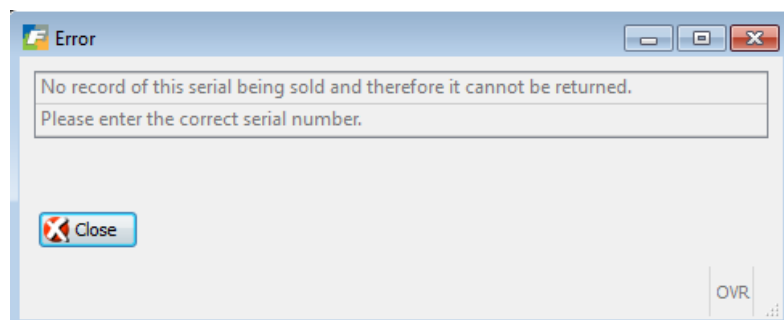 Error
No record of this serial being sold and therefore it cannot be returned.
Please enter the correct serial number.
Close
OVR